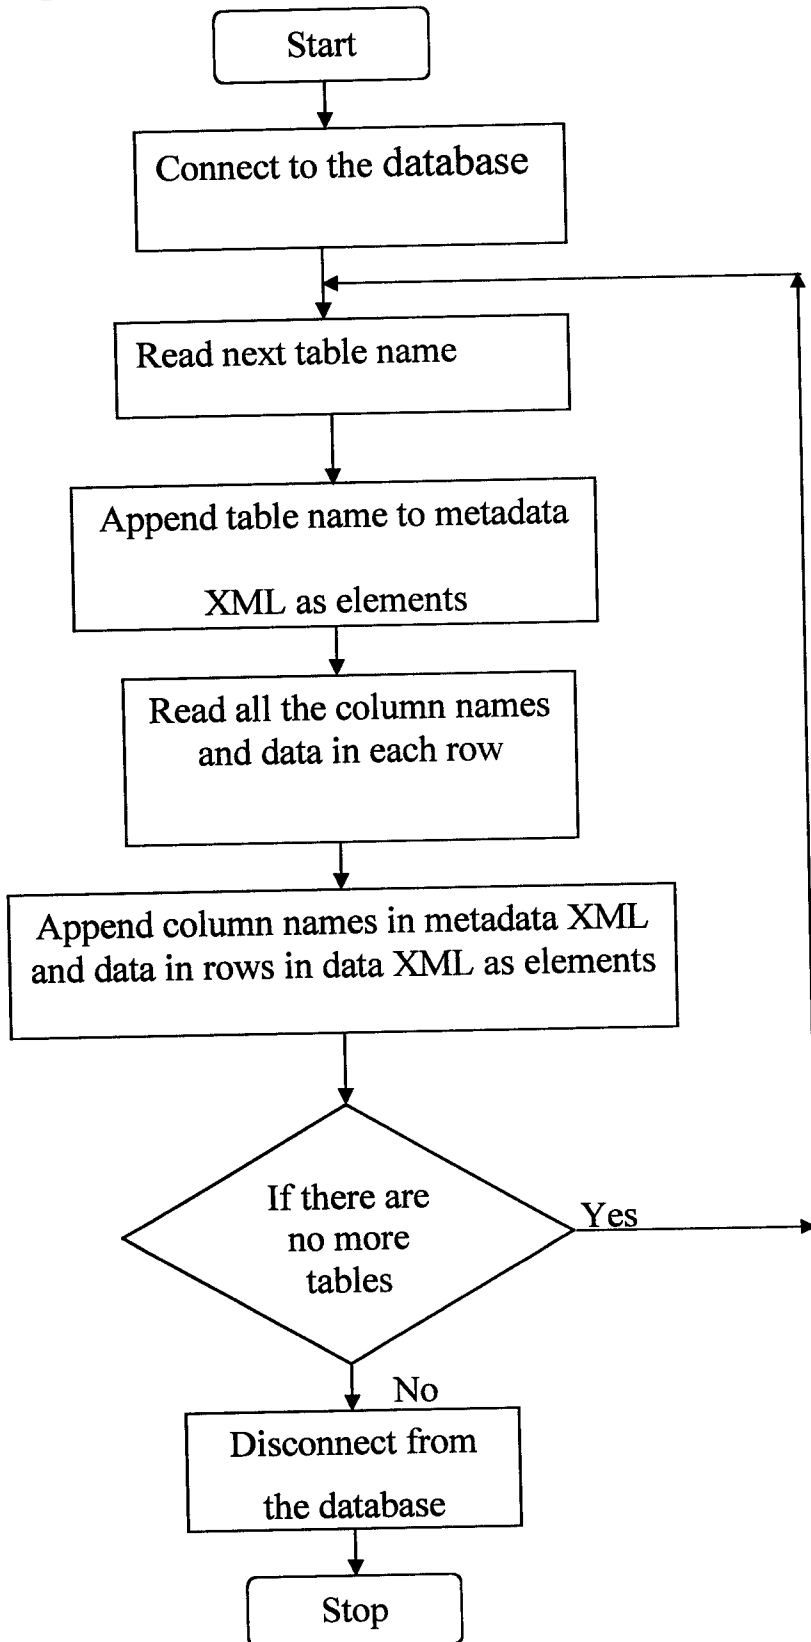 Start
Connect to the database
Read next table name
Append table name to metadata
XML as elements
Read all the column names
and data in each row
Append column names in metadata XML
and data in rows in data XML as elements
If there are
no more
tables
Yes
No
Disconnect from
the database
Stop